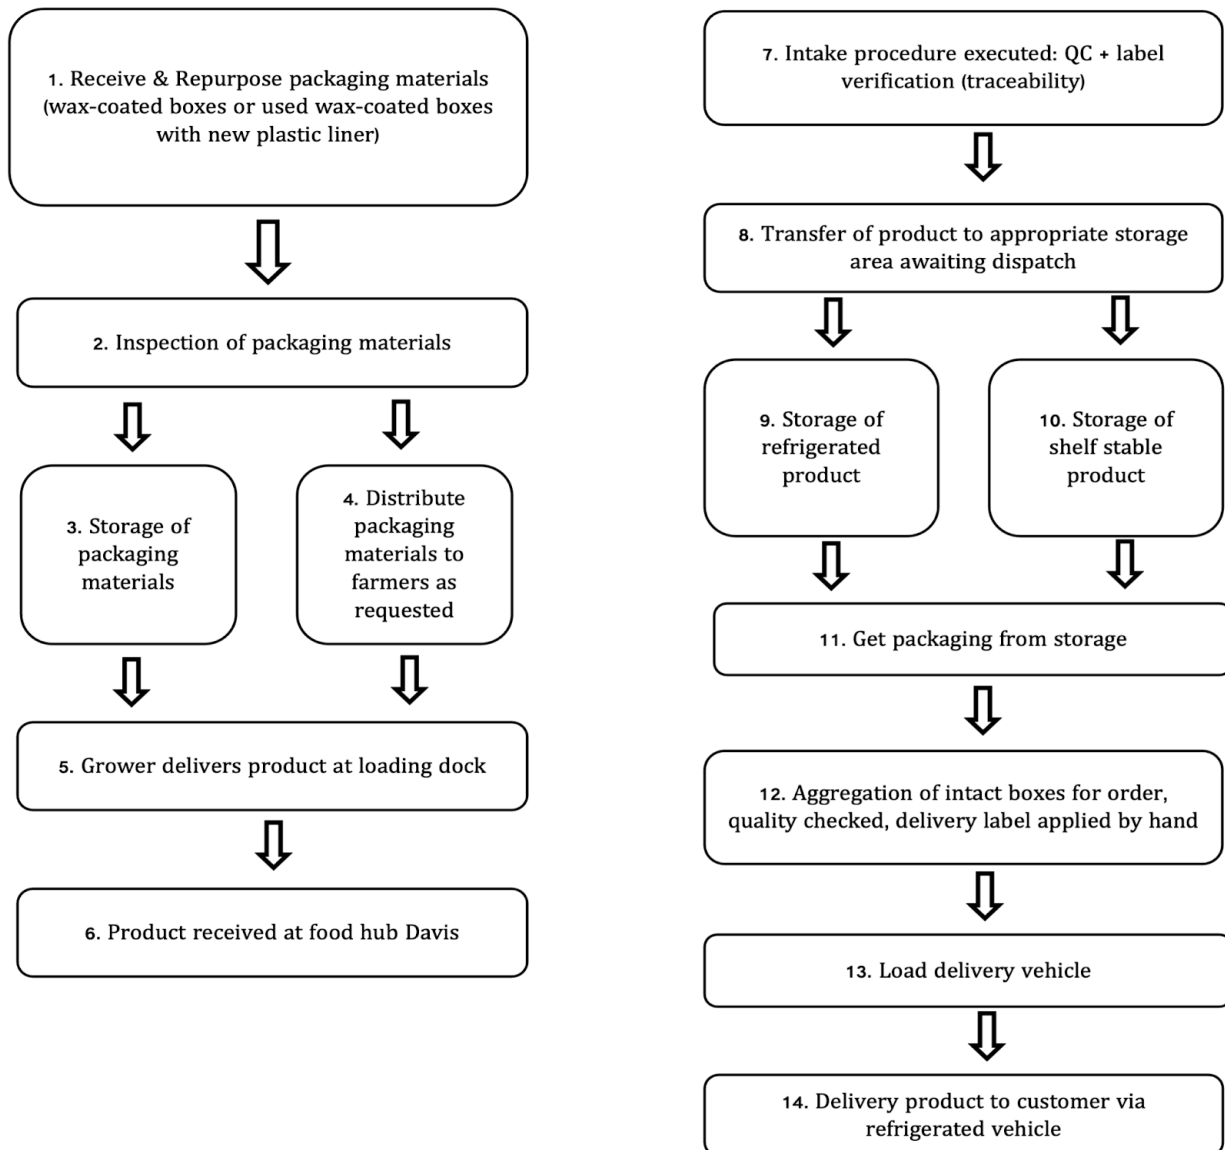 1. Receive & Repurpose packaging materials
(wax-coated boxes or used wax-coated boxes
with new plastic liner)
2. Inspection of packaging materials
3. Storage of
packaging
materials
4. Distribute
packaging
materials to
farmers as
requested
5. Grower delivers product at loading dock
6. Product received at food hub Davis
7. Intake procedure executed: QC + label
verification (traceability)
8. Transfer of product to appropriate storage
area awaiting dispatch
9. Storage of
refrigerated
product
10. Storage of
shelf stable
product
11. Get packaging from storage
12. Aggregation of intact boxes for order,
quality checked, delivery label applied by hand
13. Load delivery vehicle
14. Delivery product to customer via
refrigerated vehicle